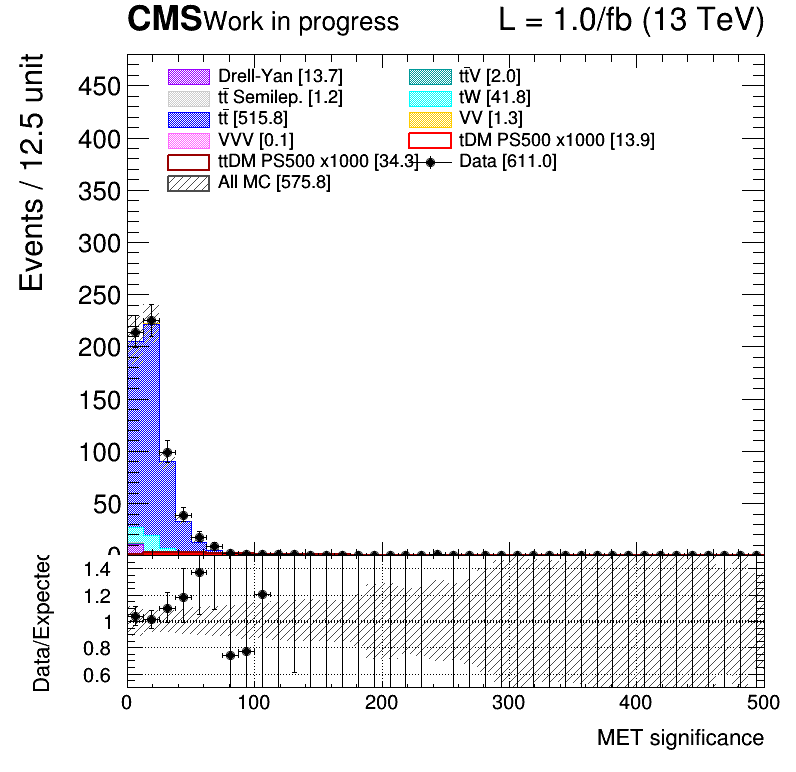 CMS Work in progress L = 1.0/fb (13 TeV)
Drell-Yan [13.7] tt̄V [2.0]
tt̄ Semilep. [1.2] tW [41.8]
tt̄ [515.8] VV [1.3]
VVV [0.1] tDM PS500 x1000 [13.9]
ttDM PS500 x1000 [34.3] Data [611.0]
All MC [575.8]
Events / 12.5 unit
450
400
350
300
250
200
150
100
50
0
Data/Expected
1.4
1.2
1
0.8
0.6
0 100 200 300 400 500
MET significance